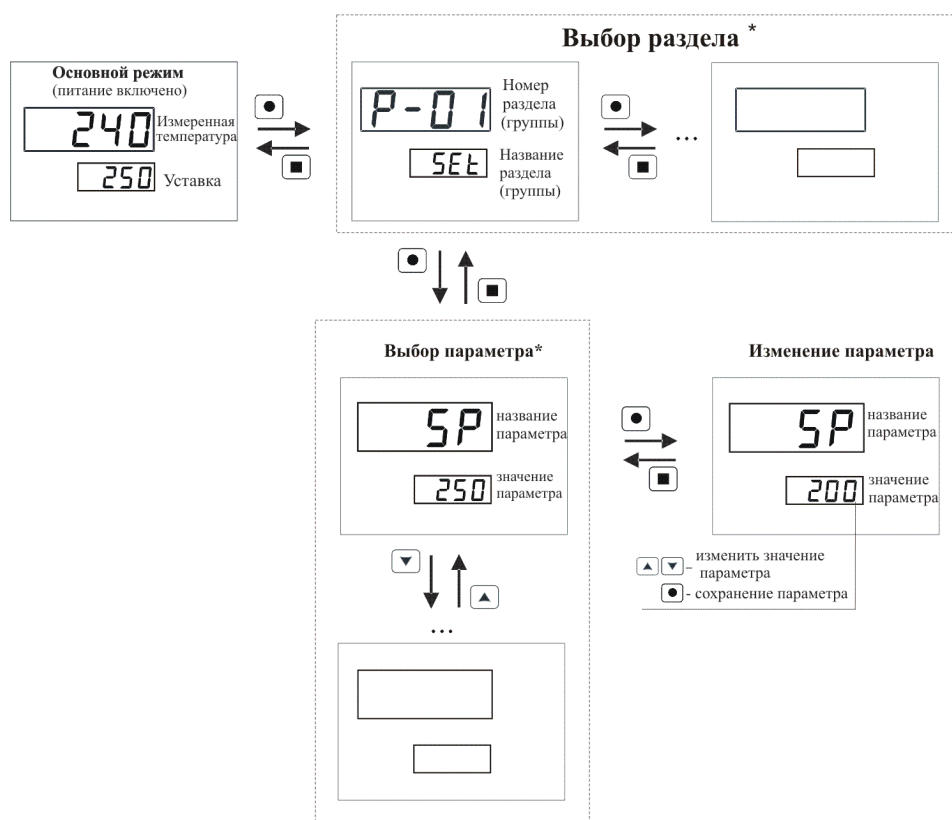 Выбор раздела *
Основной режим
(питание включено)
240
Измеренная
температура
250
Уставка
P-01
Номер
раздела
(группы)
SEt
Название
раздела
(группы)
...
Выбор параметра*
SP
название
параметра
250
значение
параметра
...
Изменение параметра
SP
название
параметра
200
значение
параметра
- изменить значение
параметра
- сохранение параметра